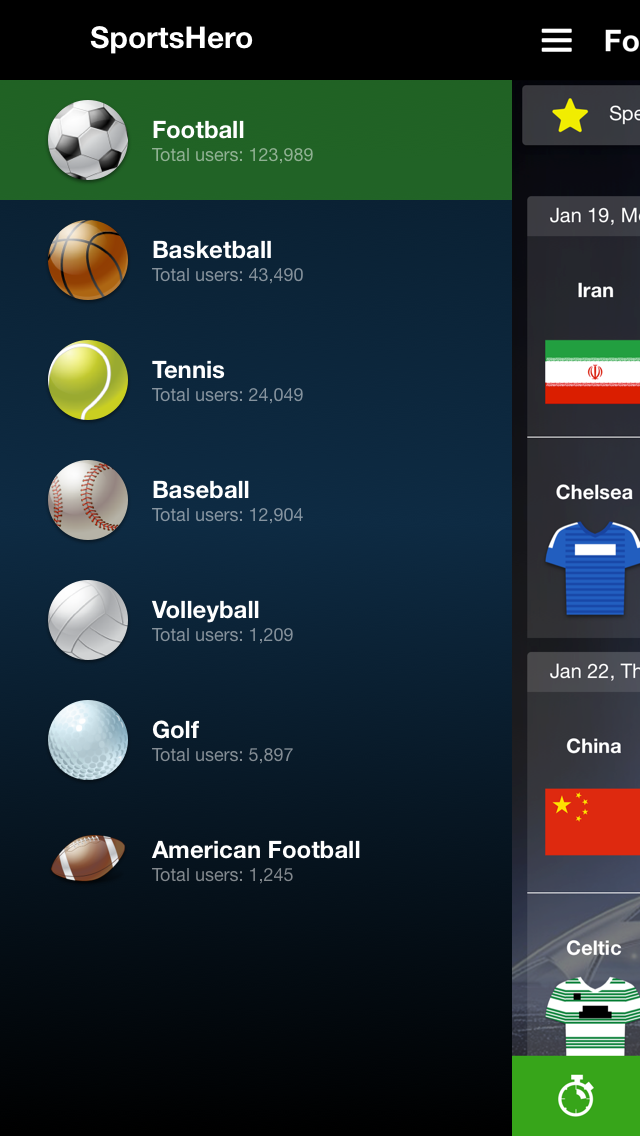 SportsHero
Football
Total users: 123,989
Basketball
Total users: 43,490
Tennis
Total users: 24,049
Baseball
Total users: 12,904
Volleyball
Total users: 1,209
Golf
Total users: 5,897
American Football
Total users: 1,245
Fo
Spe
Jan 19, Mo
Iran
Chelsea
Jan 22, Th
China
Celtic